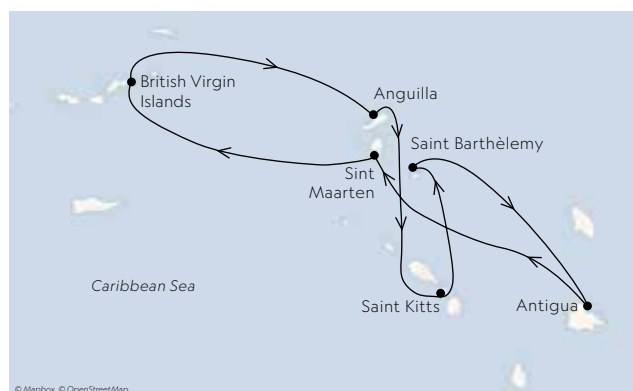 British Virgin
Islands
Anguilla
Saint Barthèlemy
Sint
Maarten
Caribbean Sea
Saint Kitts
Antigua
© Mapbox, © OpenStreetMap